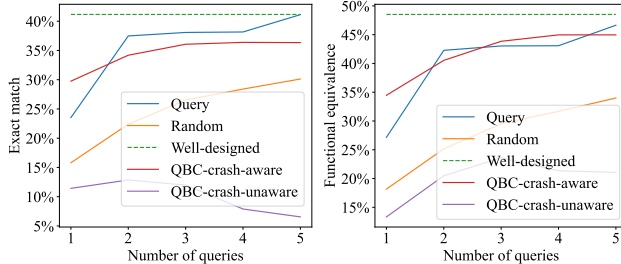 Exact match
40%
35%
30%
25%
20%
15%
10%
5%
Query
Random
Well-designed
QBC-crash-aware
QBC-crash-unaware
1 2 3 4 5
Number of queries
Functional equivalence
50%
45%
40%
35%
30%
25%
20%
15%
Query
Random
Well-designed
QBC-crash-aware
QBC-crash-unaware
1 2 3 4 5
Number of queries